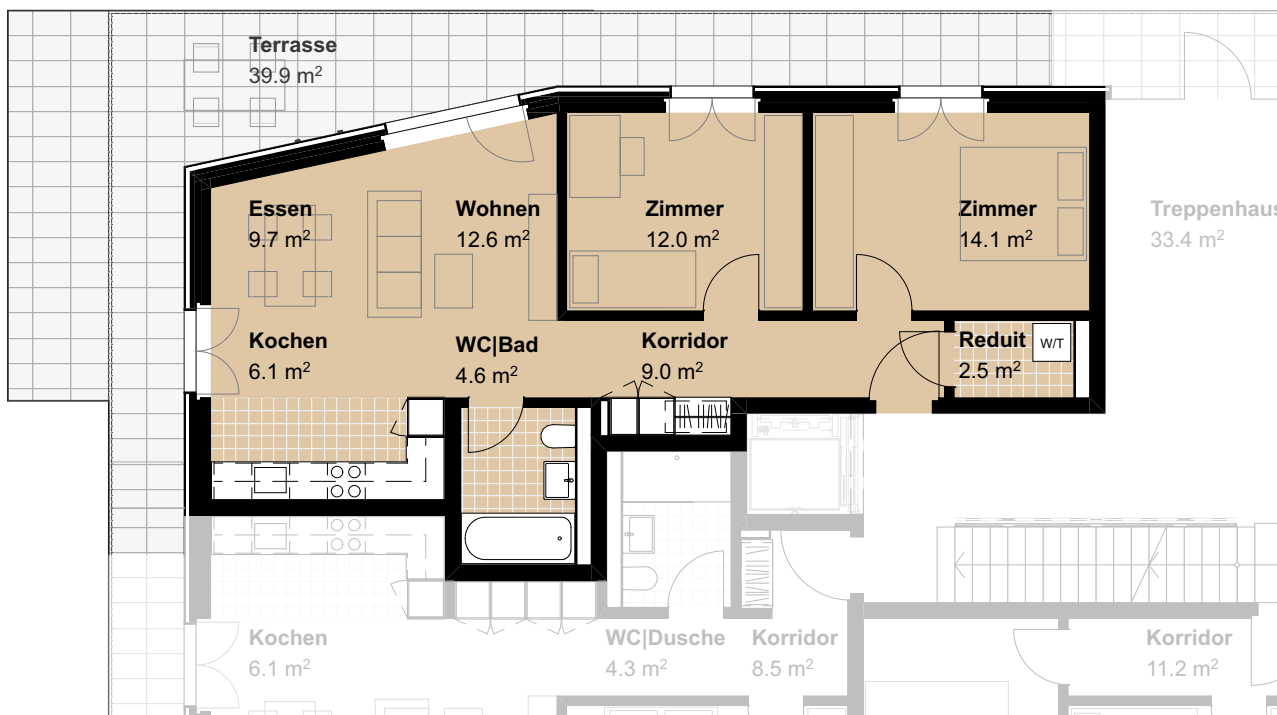 Terrasse
39.9 m²
Essen
9.7 m²
Wohnen
12.6 m²
Zimmer
12.0 m²
Zimmer
14.1 m²
Treppenhaus
33.4 m²
Kochen
6.1 m²
WC|Bad
4.6 m²
Korridor
9.0 m²
Reduit
2.5 m²
W/T
Kochen
6.1 m²
WC|Dusche
4.3 m²
Korridor
8.5 m²
Korridor
11.2 m²